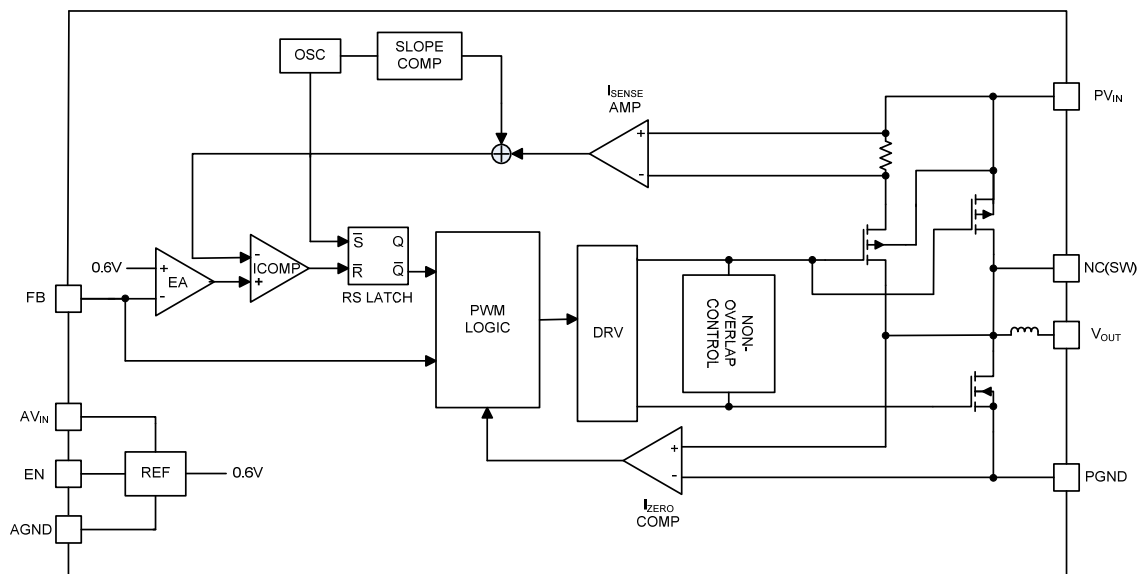 OSC
SLOPE
COMP
ISENSE
AMP
PVIN
+
-
S Q
R Q
RS LATCH
-
+
ICOMP
0.6V
+
-
EA
FB
PWM
LOGIC
DRV
NON-
OVERLAP
CONTROL
NC(SW)
VOUT
AVIN
EN
REF
0.6V
AGND
+
-
IZERO
COMP
PGND